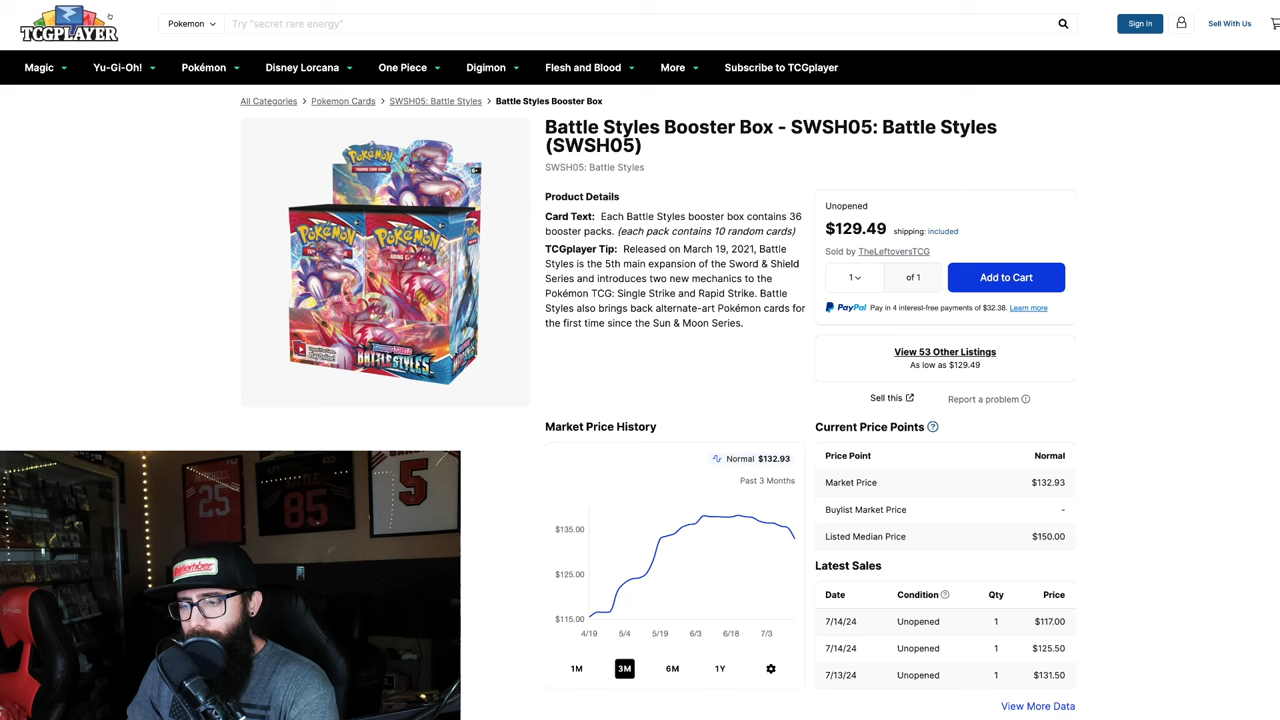 TCGPLAYER
Pokemon
Try "secret rare energy"
Sign In
Sell With Us
Magic
Yu-Gi-Oh!
Pokémon
Disney Lorcana
One Piece
Digimon
Flesh and Blood
More
Subscribe to TCGplayer
All Categories > Pokemon Cards > SWSH05: Battle Styles > Battle Styles Booster Box
Battle Styles Booster Box - SWSH05: Battle Styles
(SWSH05)
SWSH05: Battle Styles
Product Details
Card Text: Each Battle Styles booster box contains 36
booster packs. (each pack contains 10 random cards)
TCGplayer Tip: Released on March 19, 2021, Battle
Styles is the 5th main expansion of the Sword & Shield
Series and introduces two new mechanics to the
Pokémon TCG: Single Strike and Rapid Strike. Battle
Styles also brings back alternate-art Pokémon cards for
the first time since the Sun & Moon Series.
Unopened
$129.49 shipping: included
Sold by TheLeftoversTCG
1 of 1
Add to Cart
PayPal Pay in 4 interest-free payments of $32.38. Learn more
View 53 Other Listings
As low as $129.49
Sell this
Report a problem
POKéMON
POKéMON
POKéMON
BATTLE STYLES
Market Price History
Normal $132.93
Past 3 Months
$135.00
$125.00
$115.00
4/19 5/4 5/19 6/3 6/18 7/3
1M 3M 6M 1Y
Current Price Points
Price Point Normal
Market Price $132.93
Buylist Market Price -
Listed Median Price $150.00
Latest Sales
Date Condition Qty Price
7/14/24 Unopened 1 $117.00
7/14/24 Unopened 1 $125.50
7/13/24 Unopened 1 $131.50
View More Data
25
KITTLE
85
5